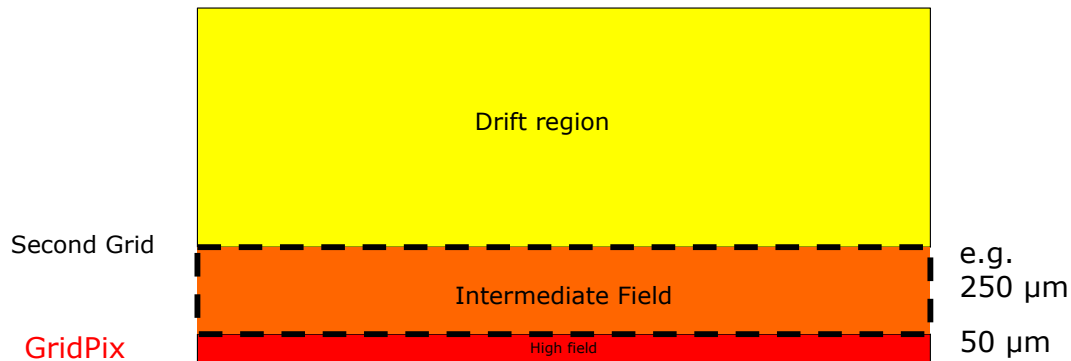 Drift region
Second Grid
e.g.
250 µm
Intermediate Field
GridPix
High field
50 µm